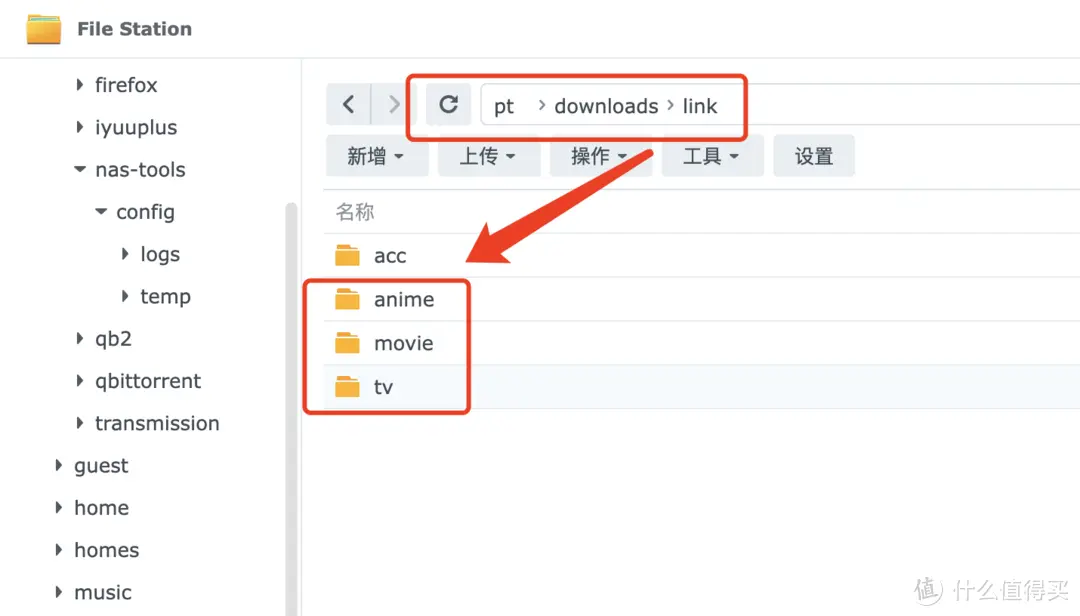 File Station
firefox
iyuuplus
nas-tools
config
logs
temp
qb2
qbittorrent
transmission
guest
home
homes
music
pt > downloads > link
新增 上传 操作 工具 设置
名称
acc
anime
movie
tv
值 什么值得买